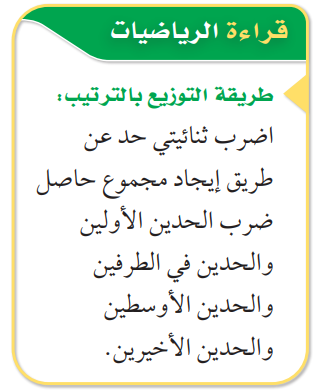 قراءة الرياضيات
طريقة التوزيع بالترتيب:
اضرب ثنائيتي حد عن
طريق إيجاد مجموع حاصل
ضرب الحدين الأولين
والحدين في الطرفين
والحدين الأوسطين
والحدين الأخيرين.